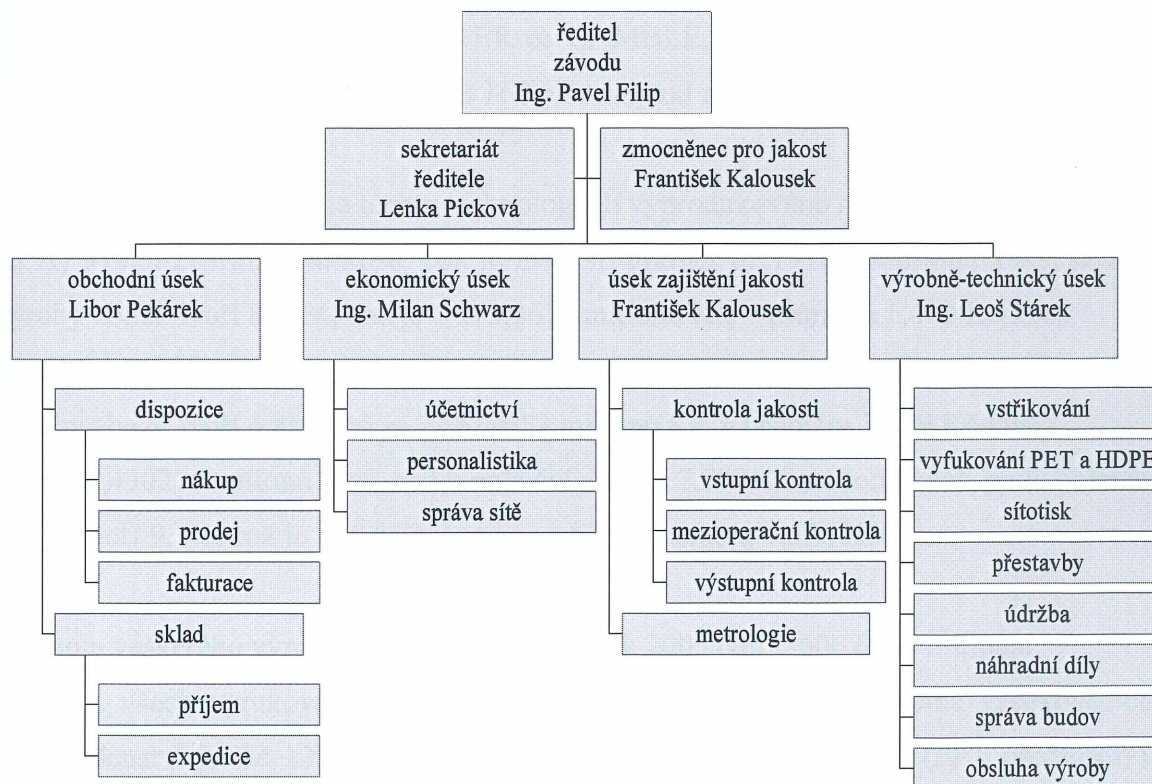 ředitel
závodu
Ing. Pavel Filip
sekretariát
ředitele
Lenka Picková
zmocněnec pro jakost
František Kalousek
obchodní úsek
Libor Pekárek
ekonomický úsek
Ing. Milan Schwarz
úsek zajištění jakosti
František Kalousek
výrobně-technický úsek
Ing. Leoš Stárek
dispozice
nákup
prodej
fakturace
sklad
příjem
expedice
účetnictví
personalistika
správa sítě
kontrola jakosti
vstupní kontrola
mezioperační kontrola
výstupní kontrola
metrologie
vstřikování
vyfukování PET a HDPE
sítotisk
přestavby
údržba
náhradní díly
správa budov
obsluha výroby